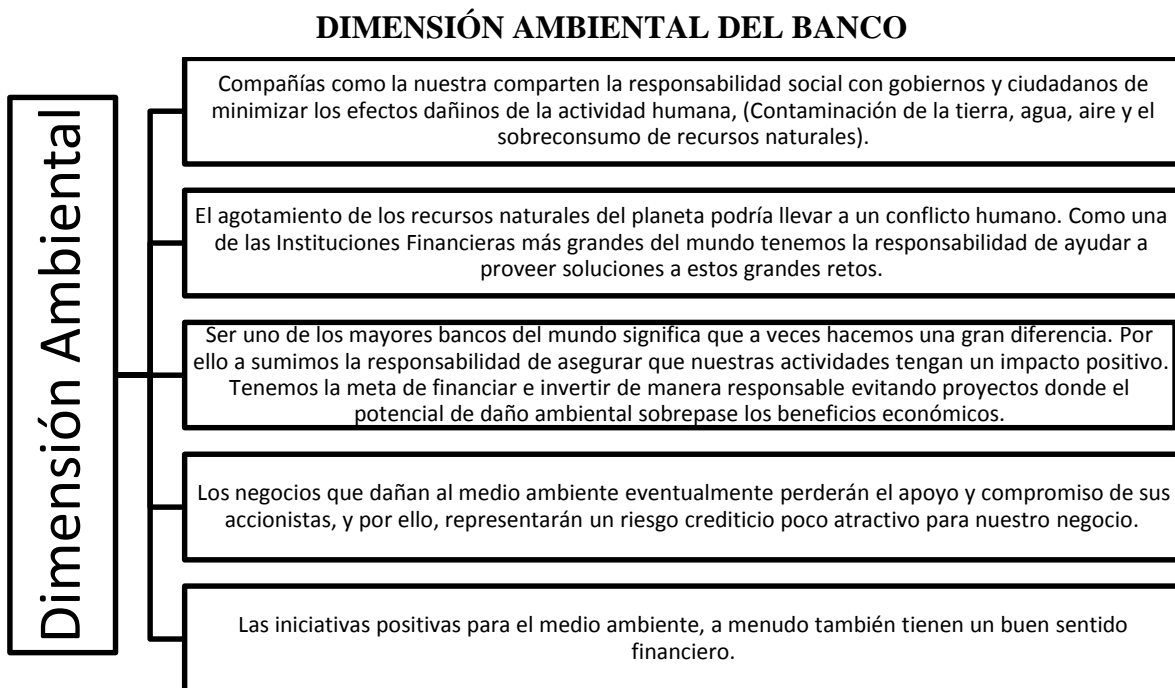 DIMENSIÓN AMBIENTAL DEL BANCO
Dimensión Ambiental
Compañías como la nuestra comparten la responsabilidad social con gobiernos y ciudadanos de
minimizar los efectos dañinos de la actividad humana, (Contaminación de la tierra, agua, aire y el
sobreconsumo de recursos naturales).
El agotamiento de los recursos naturales del planeta podría llevar a un conflicto humano. Como una
de las Instituciones Financieras más grandes del mundo tenemos la responsabilidad de ayudar a
proveer soluciones a estos grandes retos.
Ser uno de los mayores bancos del mundo significa que a veces hacemos una gran diferencia. Por
ello a sumimos la responsabilidad de asegurar que nuestras actividades tengan un impacto positivo.
Tenemos la meta de financiar e invertir de manera responsable evitando proyectos donde el
potencial de daño ambiental sobrepase los beneficios económicos.
Los negocios que dañan al medio ambiente eventualmente perderán el apoyo y compromiso de sus
accionistas, y por ello, representarán un riesgo crediticio poco atractivo para nuestro negocio.
Las iniciativas positivas para el medio ambiente, a menudo también tienen un buen sentido
financiero.